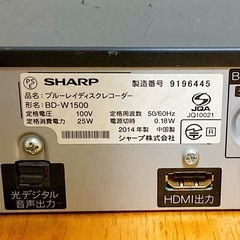 PS
E
SHARP
製造番号 9196445
品名:ブルーレイディスクレコーダー
形名:BD-W1500
JQA
JQ10021
定格電圧 100V 定格周波数 50/60Hz
定格消費電力 25W 電源切時 0.18W
2014年製 中国製
シャープ株式会社
光デジタル
音声出力
HDMI出力